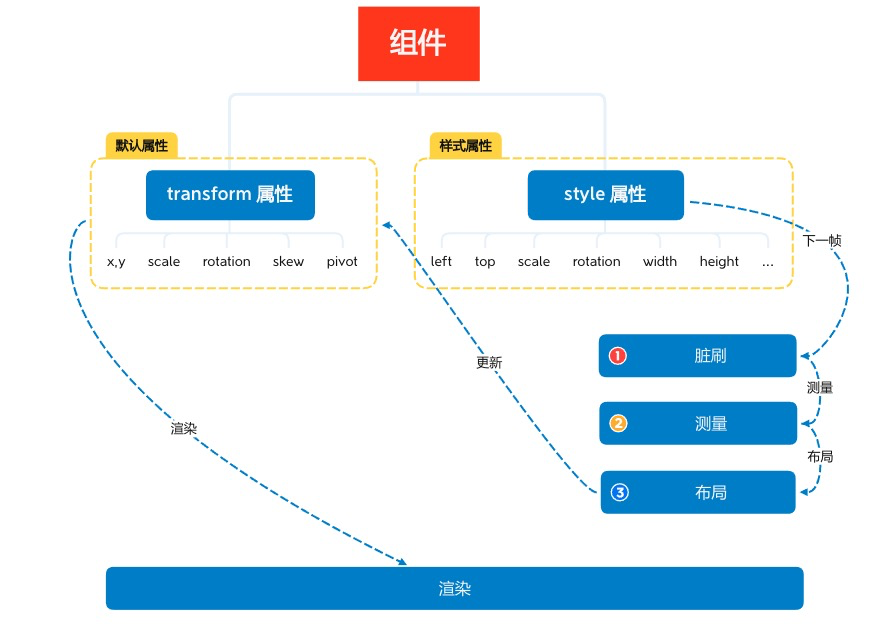 组件
默认属性
样式属性
transform 属性
style 属性
x,y scale rotation skew pivot
left top scale rotation width height ...
下一帧
1 脏刷
测量
2 测量
布局
3 布局
更新
渲染
渲染